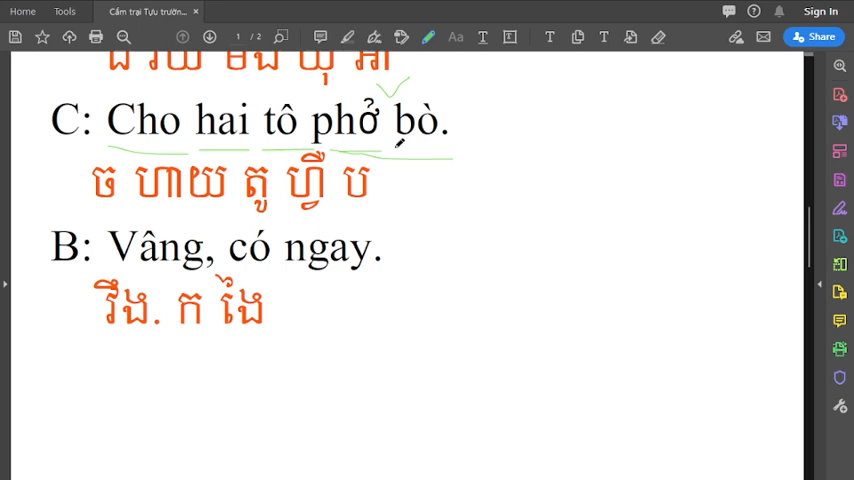 Home Tools Cẩm trại Tựu trườn... × Sign In
1 / 2 Share
C: Cho hai tô phở bò.
ច ហាយ តូ ហ្វឺ ប
B: Vâng, có ngay.
វឹង. ក ងៃ